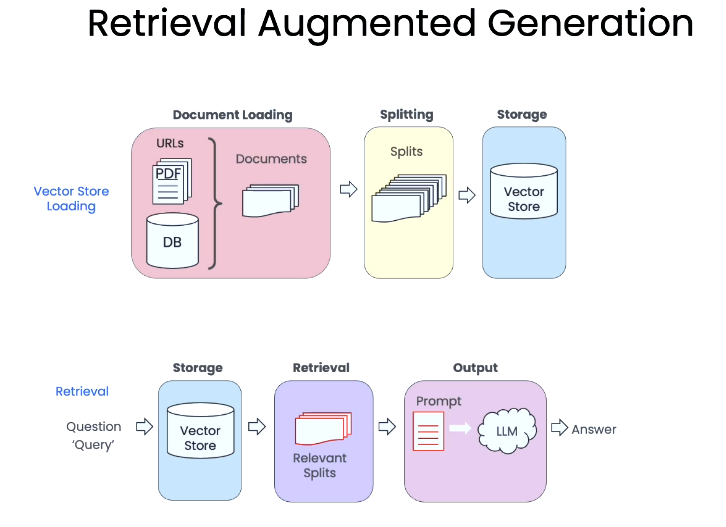 Retrieval Augmented Generation
Document Loading
Splitting
Storage
URLs
PDF
DB
Documents
Splits
Vector
Store
Vector Store
Loading
Storage
Retrieval
Output
Retrieval
Question
'Query'
Vector
Store
Relevant
Splits
Prompt
LLM
Answer